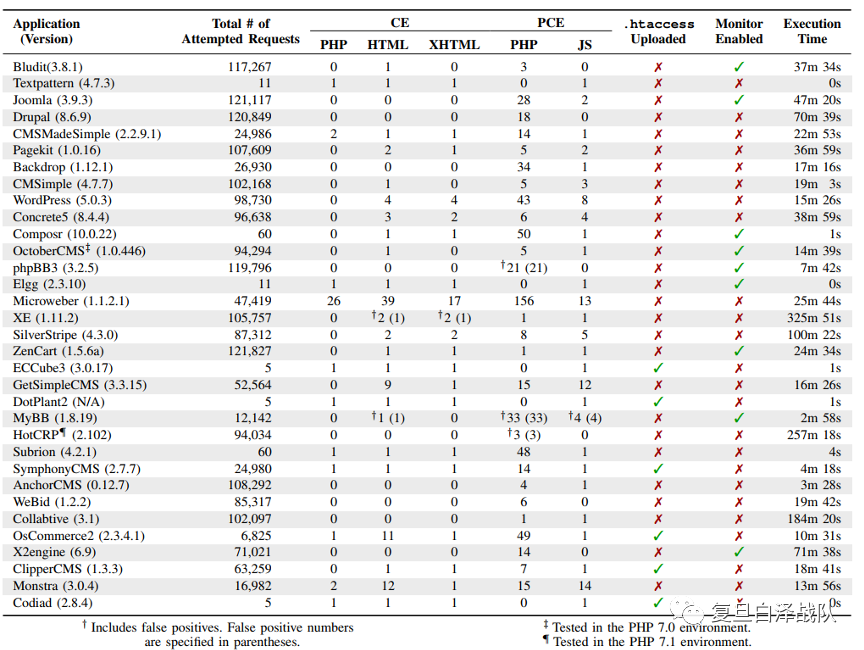 Application Total # of CE PCE .htaccess Monitor Execution
(Version) Attempted Requests PHP HTML XHTML PHP JS Uploaded Enabled Time
Bludit(3.8.1) 117,267 0 1 0 3 0 ✗ ✓ 37m 34s
Textpattern (4.7.3) 11 1 1 1 0 1 ✗ ✗ 0s
Joomla (3.9.3) 121,117 0 0 0 28 2 ✗ ✓ 47m 20s
Drupal (8.6.9) 120,849 0 0 0 18 0 ✗ ✗ 70m 39s
CMSMadeSimple (2.2.9.1) 24,986 2 1 1 14 1 ✗ ✗ 22m 53s
Pagekit (1.0.16) 107,609 0 2 1 5 2 ✗ ✗ 36m 59s
Backdrop (1.12.1) 26,930 0 0 0 34 1 ✗ ✗ 17m 16s
CMSimple (4.7.7) 102,168 0 1 0 5 3 ✗ ✗ 19m 3s
WordPress (5.0.3) 98,730 0 4 4 43 8 ✗ ✗ 15m 26s
Concrete5 (8.4.4) 96,638 0 3 2 6 4 ✗ ✗ 38m 59s
Composr (10.0.22) 60 0 1 1 50 1 ✗ ✓ 1s
OctoberCMS‡ (1.0.446) 94,294 0 1 0 5 1 ✗ ✓ 14m 39s
phpBB3 (3.2.5) 119,796 0 0 0 †21 (21) 0 ✗ ✓ 7m 42s
Elgg (2.3.10) 11 1 1 1 0 1 ✗ ✓ 0s
Microweber (1.1.2.1) 47,419 26 39 17 156 13 ✗ ✗ 25m 44s
XE (1.11.2) 105,757 0 †2 (1) †2 (1) 1 1 ✗ ✗ 325m 51s
SilverStripe (4.3.0) 87,312 0 2 2 8 5 ✗ ✗ 100m 22s
ZenCart (1.5.6a) 121,827 0 1 1 1 1 ✗ ✓ 24m 34s
ECCube3 (3.0.17) 5 1 1 1 0 1 ✓ ✗ 1s
GetSimpleCMS (3.3.15) 52,564 0 9 1 15 12 ✗ ✗ 16m 26s
DotPlant2 (N/A) 5 1 1 1 0 1 ✓ ✗ 1s
MyBB (1.8.19) 12,142 0 †1 (1) 0 †33 (33) †4 (4) ✗ ✓ 2m 58s
HotCRP¶ (2.102) 94,034 0 0 0 †3 (3) 0 ✗ ✗ 257m 18s
Subrion (4.2.1) 60 1 1 1 48 1 ✗ ✗ 4s
SymphonyCMS (2.7.7) 24,980 1 1 1 14 1 ✓ ✗ 4m 18s
AnchorCMS (0.12.7) 108,292 0 0 0 4 1 ✗ ✗ 3m 28s
WeBid (1.2.2) 85,317 0 0 0 6 0 ✗ ✗ 19m 42s
Collabtive (3.1) 102,097 0 0 0 1 1 ✗ ✗ 184m 20s
OsCommerce2 (2.3.4.1) 6,825 1 11 1 49 1 ✓ ✗ 10m 31s
X2engine (6.9) 71,021 0 0 0 14 0 ✗ ✓ 71m 38s
ClipperCMS (1.3.3) 63,259 0 1 1 7 1 ✓ ✗ 18m 41s
Monstra (3.0.4) 16,982 2 12 1 15 14 ✗ ✗ 13m 56s
Codiad (2.8.4) 5 1 1 1 0 1 ✓ ✗ 0s
复旦白泽战队
† Includes false positives. False positive numbers
are specified in parentheses.
‡ Tested in the PHP 7.0 environment.
¶ Tested in the PHP 7.1 environment.